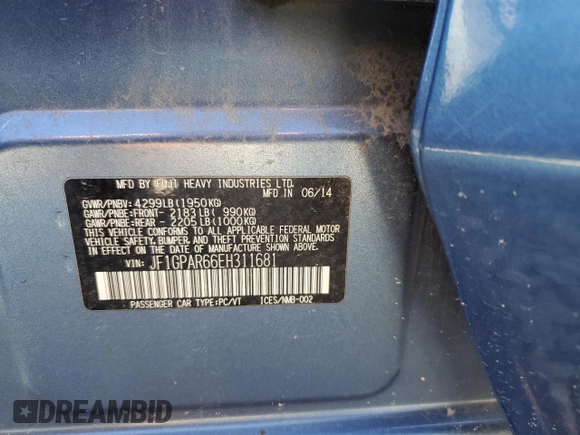 MFD BY FUJI HEAVY INDUSTRIES LTD.
MFD IN 06/14
GVWR/PNBV: 4299LB(1950KG)
GAWR/PNBE:FRONT- 2183LB( 990KG)
GAWR/PNBE:REAR - 2205LB(1000KG)
THIS VEHICLE CONFORMS TO ALL APPLICABLE FEDERAL MOTOR
VEHICLE SAFETY, BUMPER, AND THEFT PREVENTION STANDARDS
IN EFFECT ON THE DATE OF MANUFACTURE SHOWN ABOVE.
VIN: JF1GPAR66EH311681
PASSENGER CAR TYPE:PC/VT ICES/NMB-002
DREAMBID